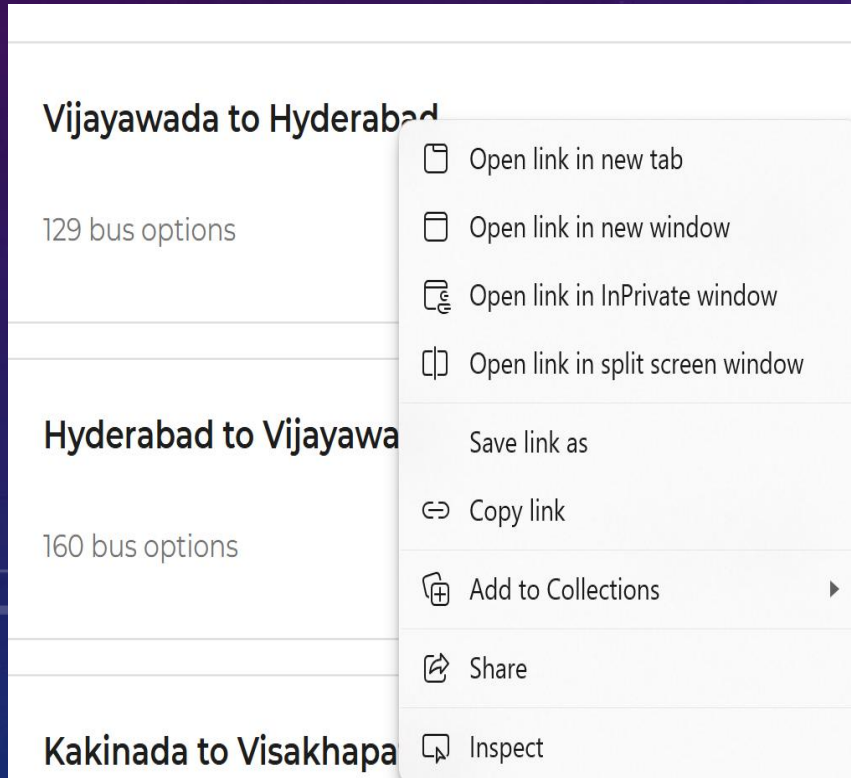 Vijayawada to Hyderabad
129 bus options
Hyderabad to Vijayawa
160 bus options
Kakinada to Visakhapa
Open link in new tab
Open link in new window
Open link in InPrivate window
Open link in split screen window
Save link as
Copy link
Add to Collections
Share
Inspect